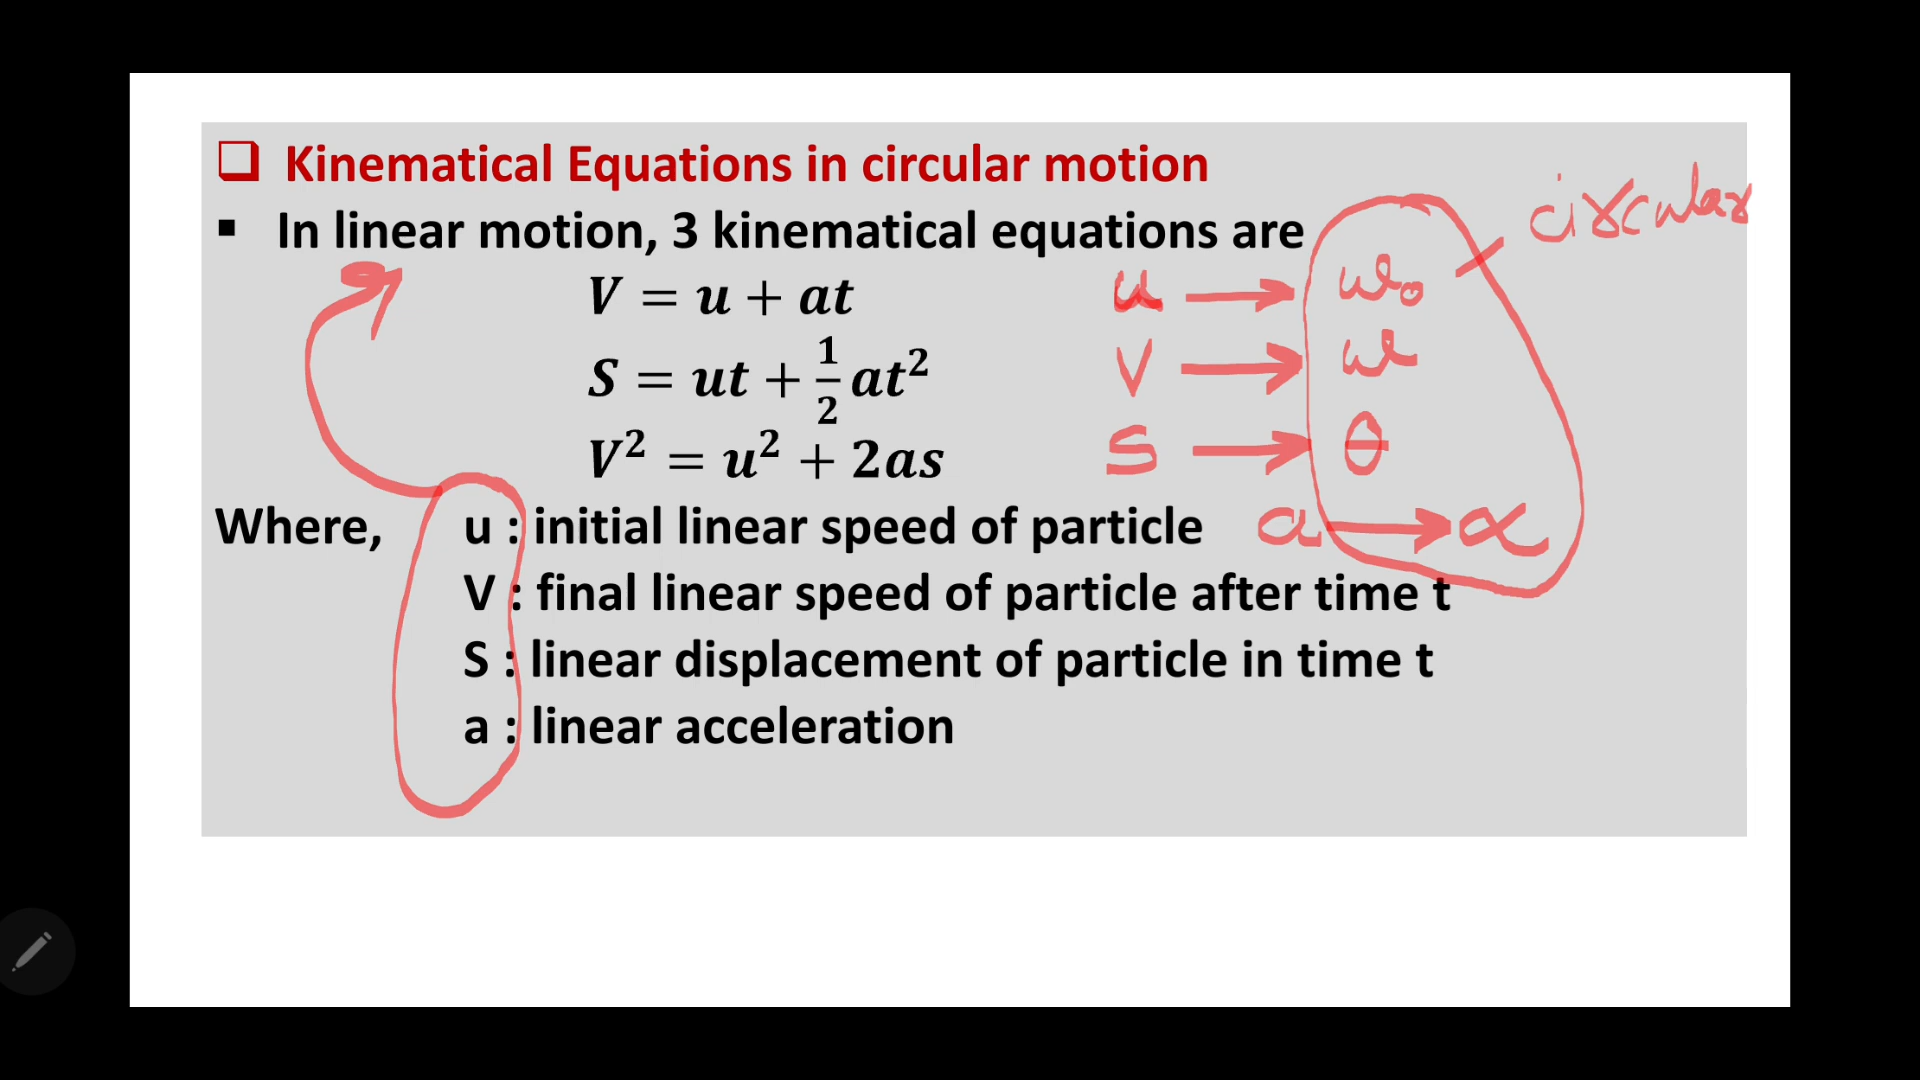 ❑ Kinematical Equations in circular motion
▪ In linear motion, 3 kinematical equations are
circular
V = u + at
u → ω₀
S = ut + 1/2 at²
V → ω
V² = u² + 2as
S → θ
Where, u : initial linear speed of particle
a → α
V : final linear speed of particle after time t
S : linear displacement of particle in time t
a : linear acceleration